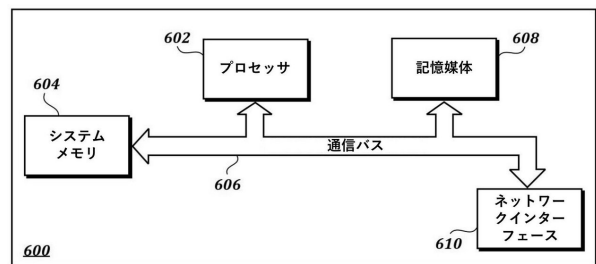 602
プロセッサ
608
記憶媒体
604
システム
メモリ
通信バス
606
ネットワー
クインター
フェース
610
600